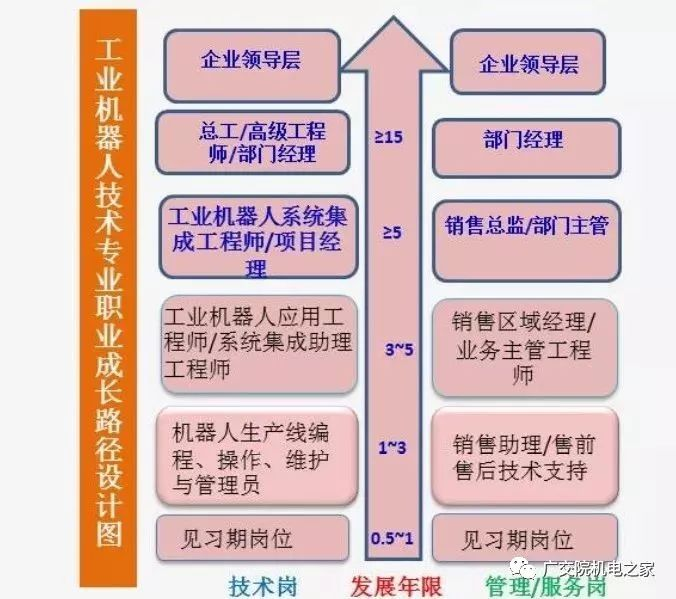 工业机器人技术专业职业成长路径设计图
企业领导层
企业领导层
总工/高级工程
师/部门经理
≥15
部门经理
工业机器人系统集
成工程师/项目经
理
≥5
销售总监/部门主管
工业机器人应用工
程师/系统集成助理
工程师
3~5
销售区域经理/
业务主管工程
师
机器人生产线编
程、操作、维护
与管理员
1~3
销售助理/售前
售后技术支持
见习期岗位
0.5~1
见习期岗位
技术岗
发展年限
管理/服务岗
广交院机电之家